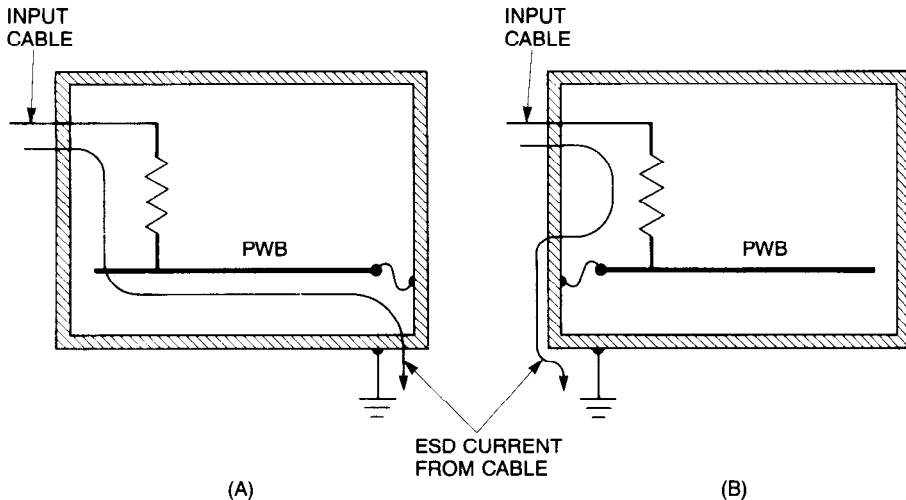 INPUT
CABLE
INPUT
CABLE
PWB
PWB
ESD CURRENT
FROM CABLE
(A)
(B)